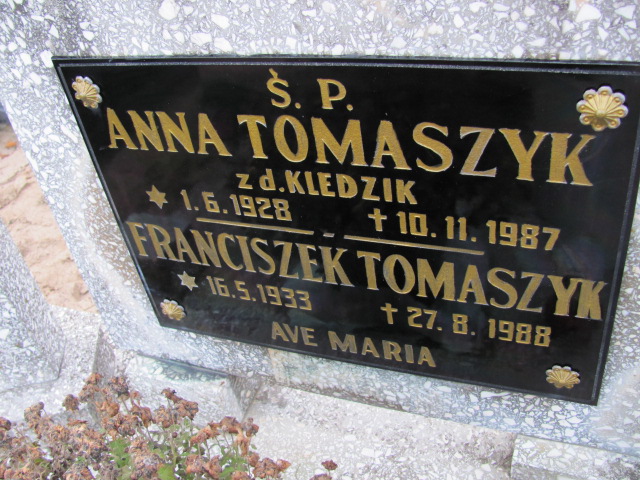 Ś. P.
ANNA TOMASZYK
zd. KLEDZIK
* 1.6.1928 ✝ 10.11.1987
FRANCISZEK TOMASZYK
* 16.5.1933 ✝ 27.8.1988
AVE MARIA